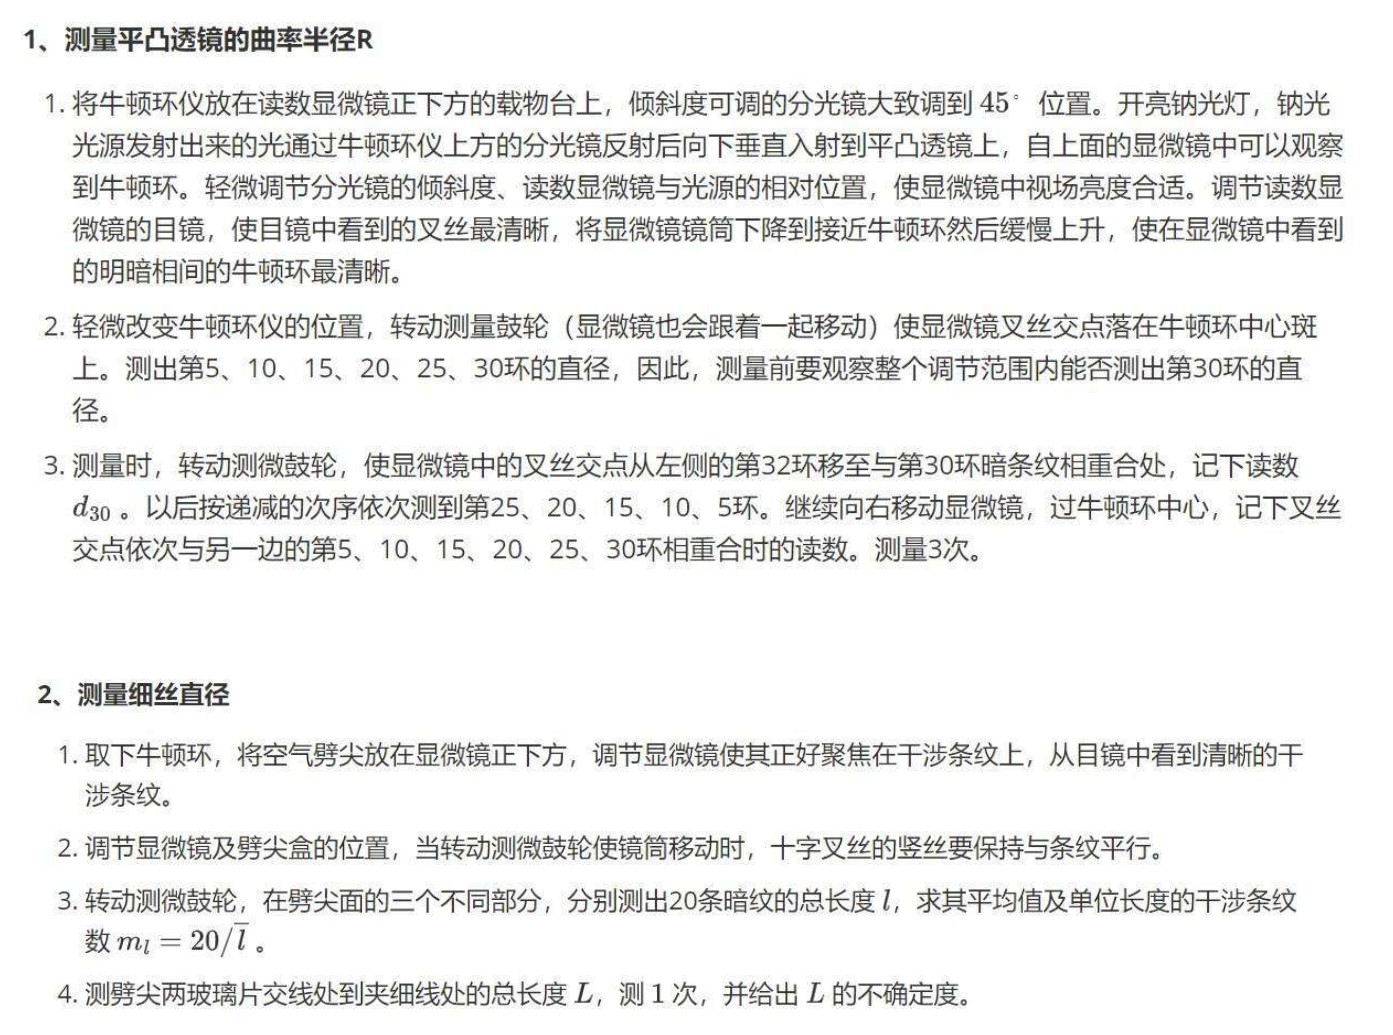 1、测量平凸透镜的曲率半径R
1. 将牛顿环仪放在读数显微镜正下方的载物台上，倾斜度可调的分光镜大致调到 45° 位置。开亮钠光灯，钠光
光源发射出来的光通过牛顿环仪上方的分光镜反射后向下垂直入射到平凸透镜上，自上面的显微镜中可以观察
到牛顿环。轻微调节分光镜的倾斜度、读数显微镜与光源的相对位置，使显微镜中视场亮度合适。调节读数显
微镜的目镜，使目镜中看到的叉丝最清晰，将显微镜镜筒下降到接近牛顿环然后缓慢上升，使在显微镜中看到
的明暗相间的牛顿环最清晰。
2. 轻微改变牛顿环仪的位置，转动测量鼓轮（显微镜也会跟着一起移动）使显微镜叉丝交点落在牛顿环中心斑
上。测出第5、10、15、20、25、30环的直径，因此，测量前要观察整个调节范围内能否测出第30环的直
径。
3. 测量时，转动测微鼓轮，使显微镜中的叉丝交点从左侧的第32环移至与第30环暗条纹相重合处，记下读数
d₃₀ 。以后按递减的次序依次测到第25、20、15、10、5环。继续向右移动显微镜，过牛顿环中心，记下叉丝
交点依次与另一边的第5、10、15、20、25、30环相重合时的读数。测量3次。
2、测量细丝直径
1. 取下牛顿环，将空气劈尖放在显微镜正下方，调节显微镜使其正好聚焦在干涉条纹上，从目镜中看到清晰的干
涉条纹。
2. 调节显微镜及劈尖盒的位置，当转动测微鼓轮使镜筒移动时，十字叉丝的竖丝要保持与条纹平行。
3. 转动测微鼓轮，在劈尖面的三个不同部分，分别测出20条暗纹的总长度 l，求其平均值及单位长度的干涉条纹
数 mₗ = 20/l̅ 。
4. 测劈尖两玻璃片交线处到夹细线处的总长度 L，测 1 次，并给出 L 的不确定度。